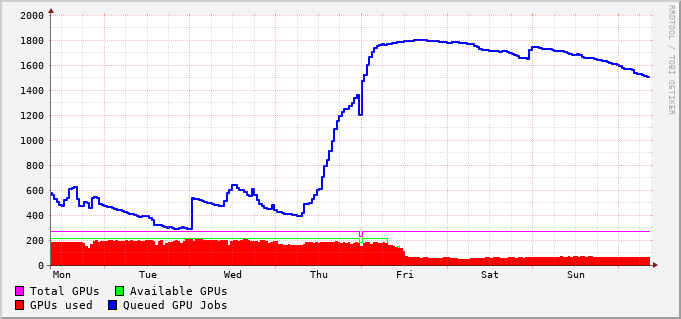 2000
1800
1600
1400
1200
1000
800
600
400
200
0
Mon Tue Wed Thu Fri Sat Sun
Total GPUs Available GPUs
GPUs used Queued GPU Jobs
RRDTOOL / TOBI OETIKER